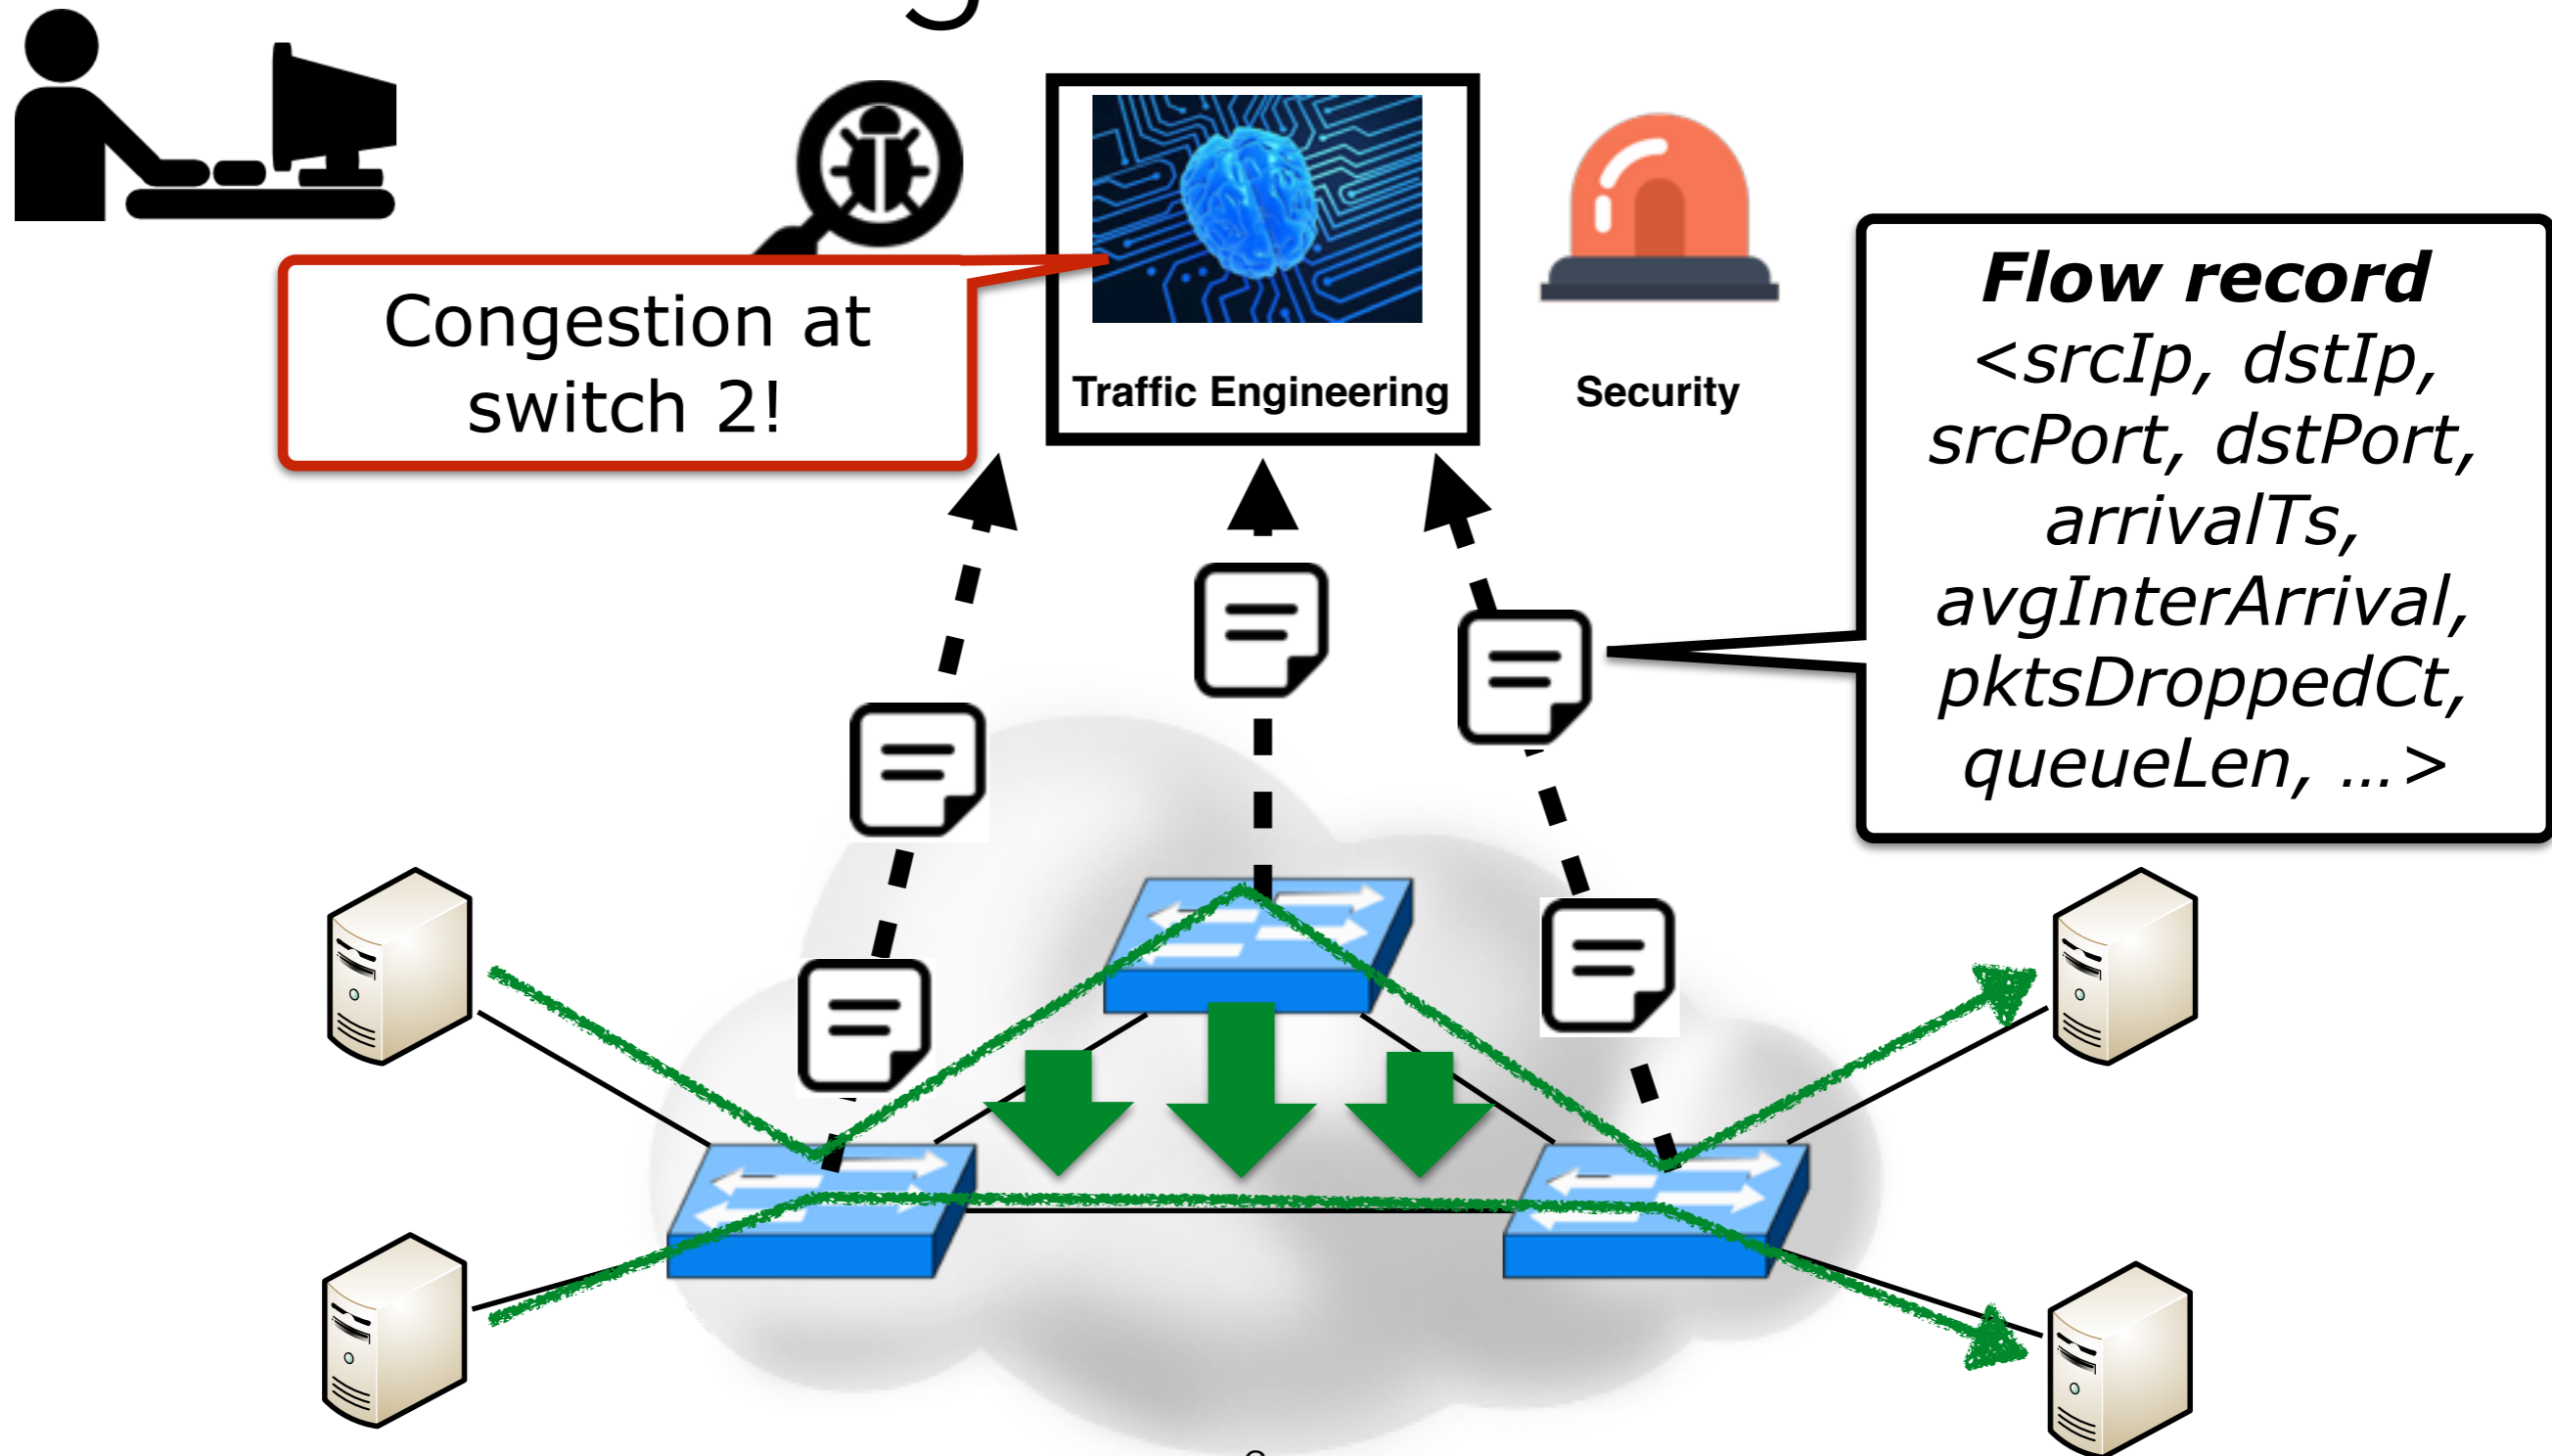 Congestion at
switch 2!
Traffic Engineering
Security
Flow record
<srcIp, dstIp,
srcPort, dstPort,
arrivalTs,
avgInterArrival,
pktsDroppedCt,
queueLen, ...>